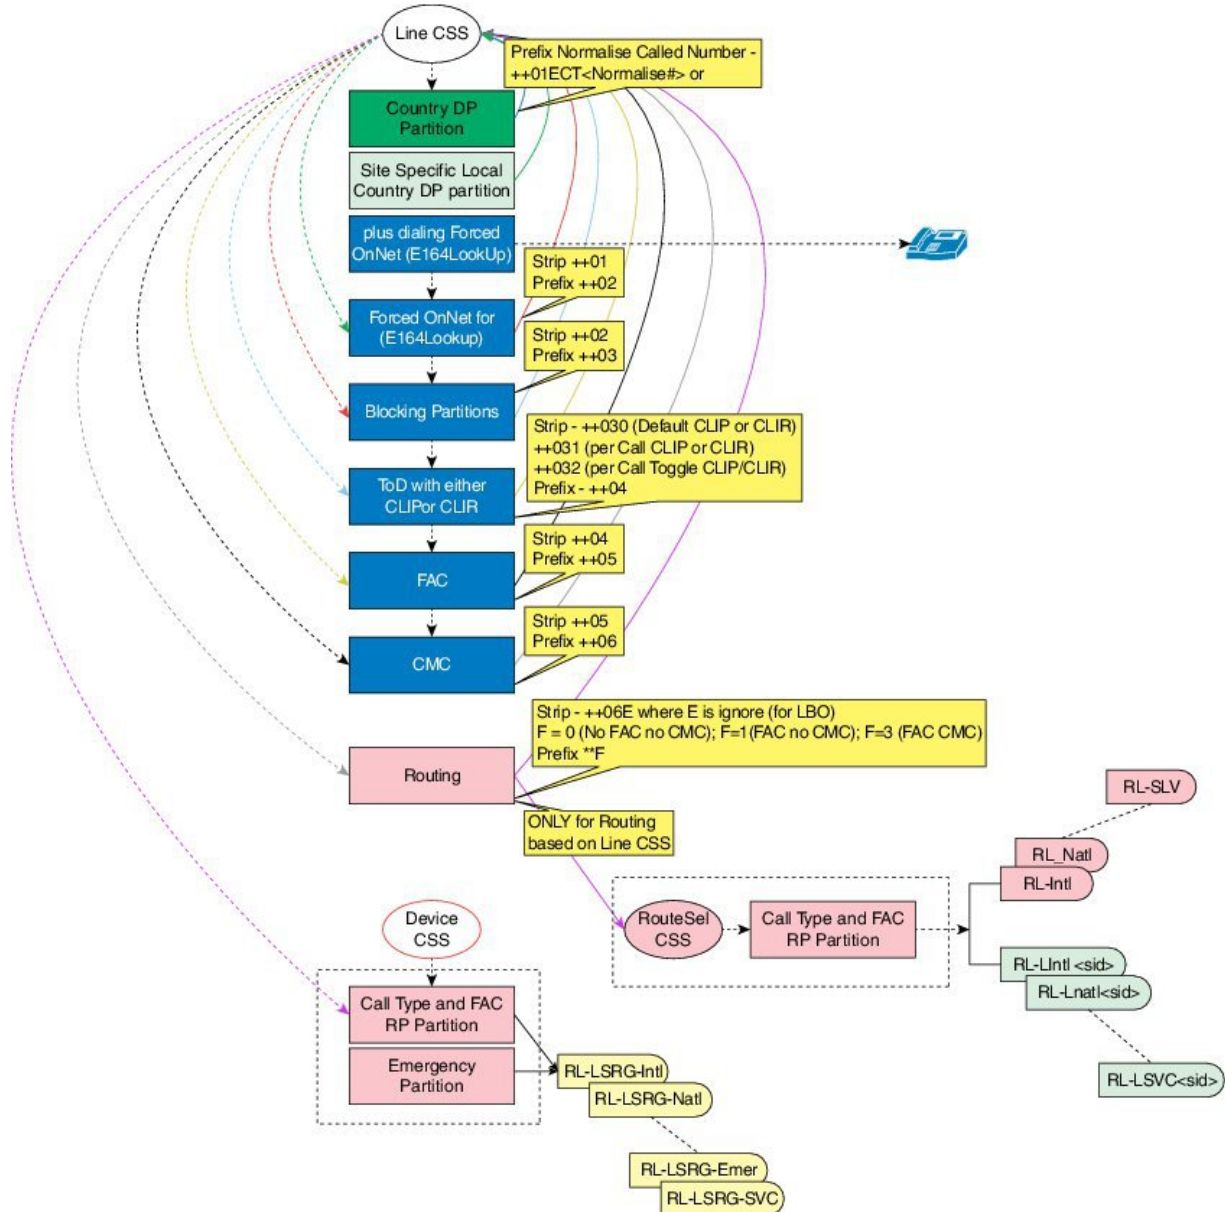 Line CSS
Prefix Normalise Called Number -
++01ECT<Normalise#> or
Country DP
Partition
Site Specific Local
Country DP partition
plus dialing Forced
OnNet (E164LookUp)
Strip ++01
Prefix ++02
Forced OnNet for
(E164Lookup)
Strip ++02
Prefix ++03
Blocking Partitions
Strip - ++030 (Default CLIP or CLIR)
++031 (per Call CLIP or CLIR)
++032 (per Call Toggle CLIP/CLIR)
Prefix - ++04
ToD with either
CLIPor CLIR
Strip ++04
Prefix ++05
FAC
Strip ++05
Prefix ++06
CMC
Strip - ++06E where E is ignore (for LBO)
F = 0 (No FAC no CMC); F=1(FAC no CMC); F=3 (FAC CMC)
Prefix **F
Routing
ONLY for Routing
based on Line CSS
RL-SLV
RL_Natl
RL-Intl
Device
CSS
RouteSel
CSS
Call Type and FAC
RP Partition
RL-LIntl <sid>
RL-Lnatl<sid>
RL-LSVC<sid>
Call Type and FAC
RP Partition
Emergency
Partition
RL-LSRG-Intl
RL-LSRG-Natl
RL-LSRG-Emer
RL-LSRG-SVC